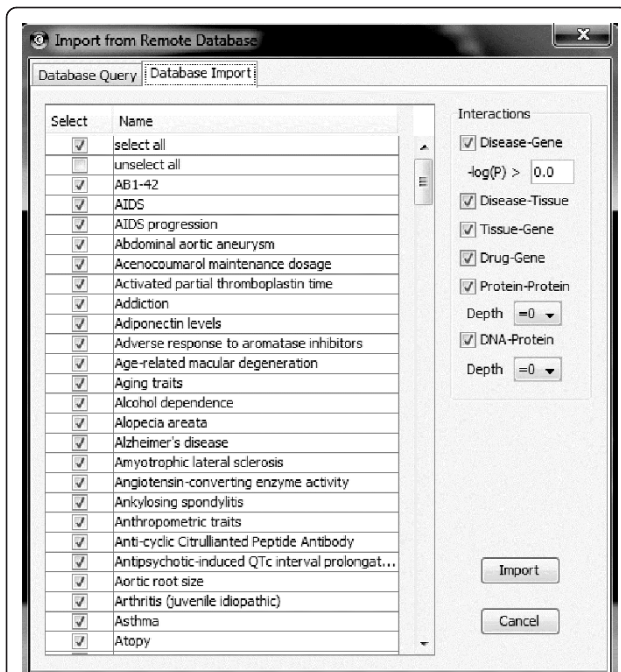 Import from Remote Database
Database Query
Database Import
Select Name
select all
unselect all
AB1-42
AIDS
AIDS progression
Abdominal aortic aneurysm
Acenocoumarol maintenance dosage
Activated partial thromboplastin time
Addiction
Adiponectin levels
Adverse response to aromatase inhibitors
Age-related macular degeneration
Aging traits
Alcohol dependence
Alopecia areata
Alzheimer's disease
Amyotrophic lateral sclerosis
Angiotensin-converting enzyme activity
Ankylosing spondylitis
Anthropometric traits
Anti-cyclic Citrullianted Peptide Antibody
Antipsychotic-induced QTc interval prolongat...
Aortic root size
Arthritis (juvenile idiopathic)
Asthma
Atopy
Interactions
Disease-Gene
-log(P) > 0.0
Disease-Tissue
Tissue-Gene
Drug-Gene
Protein-Protein
Depth =0
DNA-Protein
Depth =0
Import
Cancel